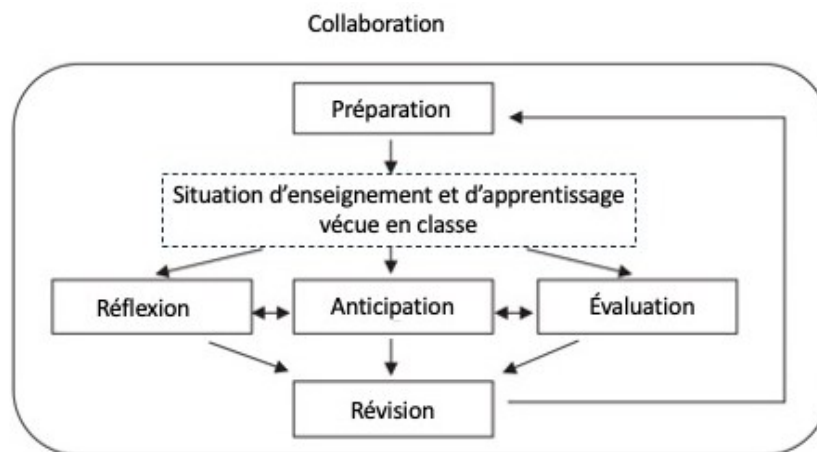 Collaboration
Préparation
Situation d'enseignement et d'apprentissage
vécue en classe
Réflexion
Anticipation
Évaluation
Révision